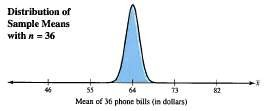 Distribution of
Sample Means
with n = 36
46 55 64 73 82
x̄
Mean of 36 phone bills (in dollars)